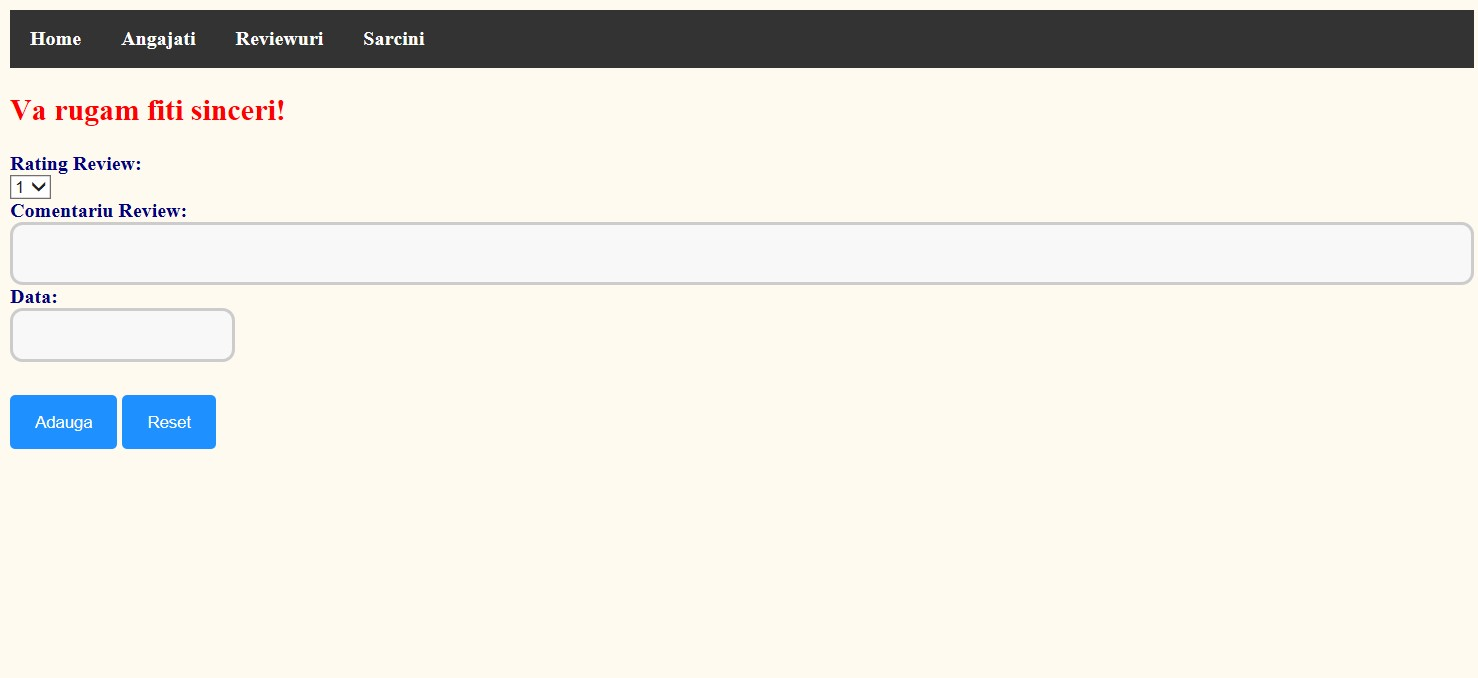 Home Angajati Reviewuri Sarcini
Va rugam fiti sinceri!
Rating Review:
1
Comentariu Review:
Data:
Adauga Reset